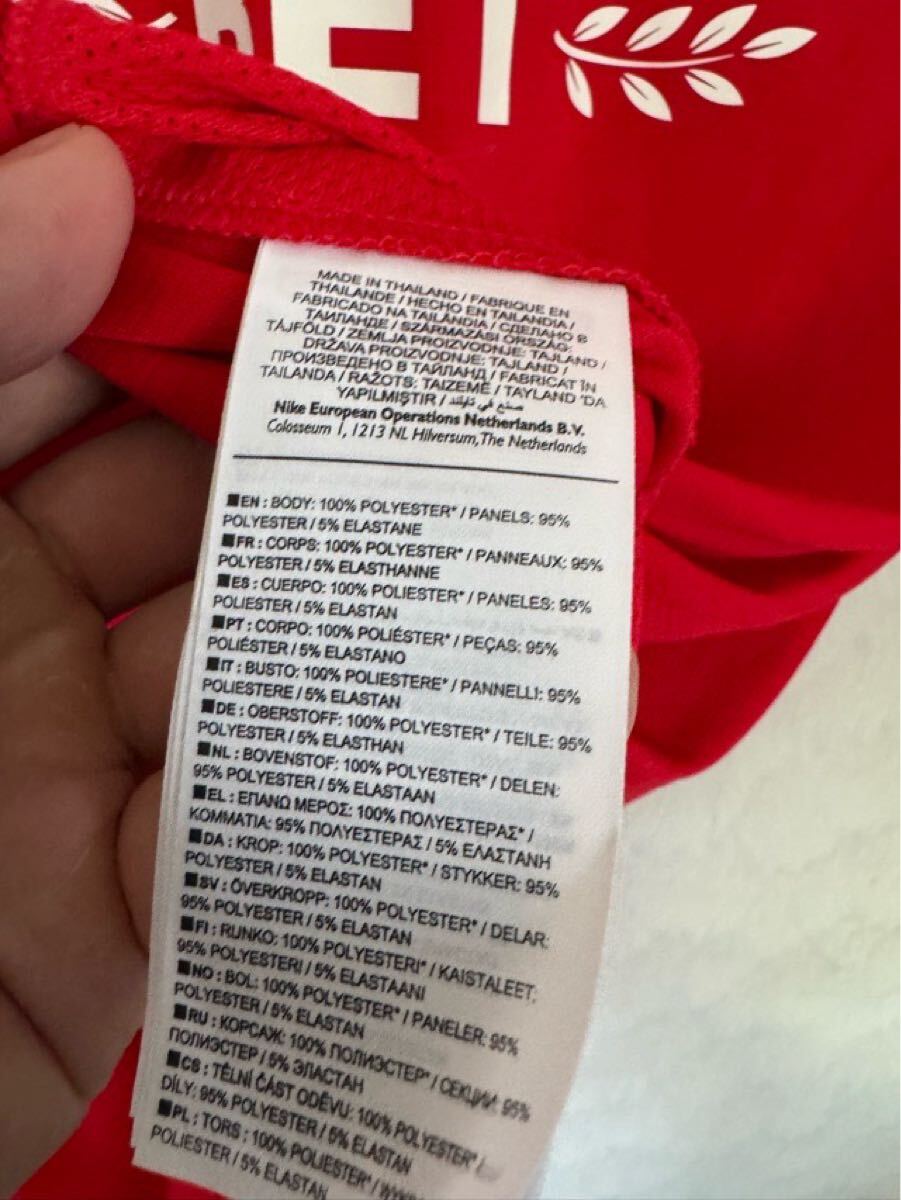 ET
MADE IN THAILAND / FABRIQUE EN
THAILANDE / HECHO EN TAILANDIA /
FABRICADO NA TAILÂNDIA / СДЕЛАНО В
ТАИЛАНДЕ / SZÁRMAZÁSI ORSZÁG:
TÁJFÖLD / ZEMLJA PROIZVODNJE: TAJLAND /
DRŽAVA PROIZVODNJE: TAJLAND /
ПРОИЗВЕДЕНО В ТАЙЛАНД / FABRICAT ÎN
TAILANDA / RAŽOTS: TAIZEMĒ / TAYLAND 'DA
YAPILMIŞTIR / صنع في تايلاند
Nike European Operations Netherlands B.V.
Colosseum 1, 1213 NL Hilversum, The Netherlands
■EN : BODY: 100% POLYESTER* / PANELS: 95%
POLYESTER / 5% ELASTANE
■FR : CORPS: 100% POLYESTER* / PANNEAUX: 95%
POLYESTER / 5% ELASTHANNE
■ES : CUERPO: 100% POLIESTER* / PANELES: 95%
POLIESTER / 5% ELASTAN
■PT : CORPO: 100% POLIÉSTER* / PEÇAS: 95%
POLIÉSTER / 5% ELASTANO
■IT : BUSTO: 100% POLIESTERE* / PANNELLI: 95%
POLIESTERE / 5% ELASTAN
■DE : OBERSTOFF: 100% POLYESTER* / TEILE: 95%
POLYESTER / 5% ELASTHAN
■NL : BOVENSTOF: 100% POLYESTER* / DELEN:
95% POLYESTER / 5% ELASTAAN
■EL : ΕΠΑΝΩ ΜΕΡΟΣ: 100% ΠΟΛΥΕΣΤΕΡΑΣ* /
ΚΟΜΜΑΤΙΑ: 95% ΠΟΛΥΕΣΤΕΡΑΣ / 5% ΕΛΑΣΤΑΝΗ
■DA : KROP: 100% POLYESTER* / STYKKER: 95%
POLYESTER / 5% ELASTAN
■SV : ÖVERKROPP: 100% POLYESTER* / DELAR:
95% POLYESTER / 5% ELASTAN
■FI : RUNKO: 100% POLYESTERI* / KAISTALEET:
95% POLYESTERI / 5% ELASTAANI
■NO : BOL: 100% POLYESTER* / PANELER: 95%
POLYESTER / 5% ELASTAN
■RU : КОРСАЖ: 100% ПОЛИЭСТЕР* / СЕКЦИИ: 95%
ПОЛИЭСТЕР / 5% ЭЛАСТАН
■CS : TĚLNÍ ČÁST ODĚVU: 100% POLYESTER* /
DÍLY: 95% POLYESTER / 5% ELASTAN
■PL : TORS : 100% POLIESTER* /
POLIESTER / 5% ELASTAN